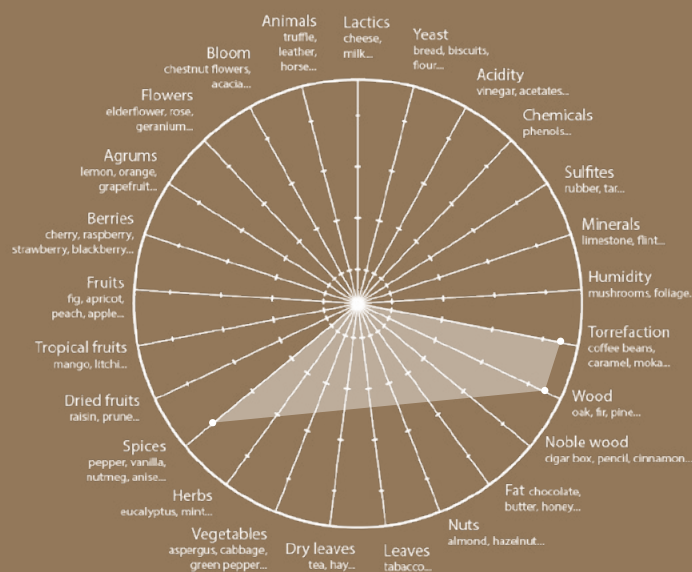 Lactics
cheese,
milk...
Yeast
bread, biscuits,
flour...
Acidity
vinegar, acetates...
Chemicals
phenols...
Sulfites
rubber, tar...
Minerals
limestone, flint...
Humidity
mushrooms, foliage...
Torrefaction
coffee beans,
caramel, moka...
Wood
oak, fir, pine...
Noble wood
cigar box, pencil, cinnamon...
Fat chocolate,
butter, honey...
Nuts
almond, hazelnut...
Leaves
tabacco...
Dry leaves
tea, hay...
Vegetables
aspergus, cabbage,
green pepper...
Herbs
eucalyptus, mint...
Spices
pepper, vanilla,
nutmeg, anise...
Dried fruits
raisin, prune...
Tropical fruits
mango, litchi...
Fruits
fig, apricot,
peach, apple...
Berries
cherry, raspberry,
strawberry, blackberry...
Agrums
lemon, orange,
grapefruit...
Flowers
elderflower, rose,
geranium...
Bloom
chestnut flowers,
acacia...
Animals
truffle,
leather,
horse...